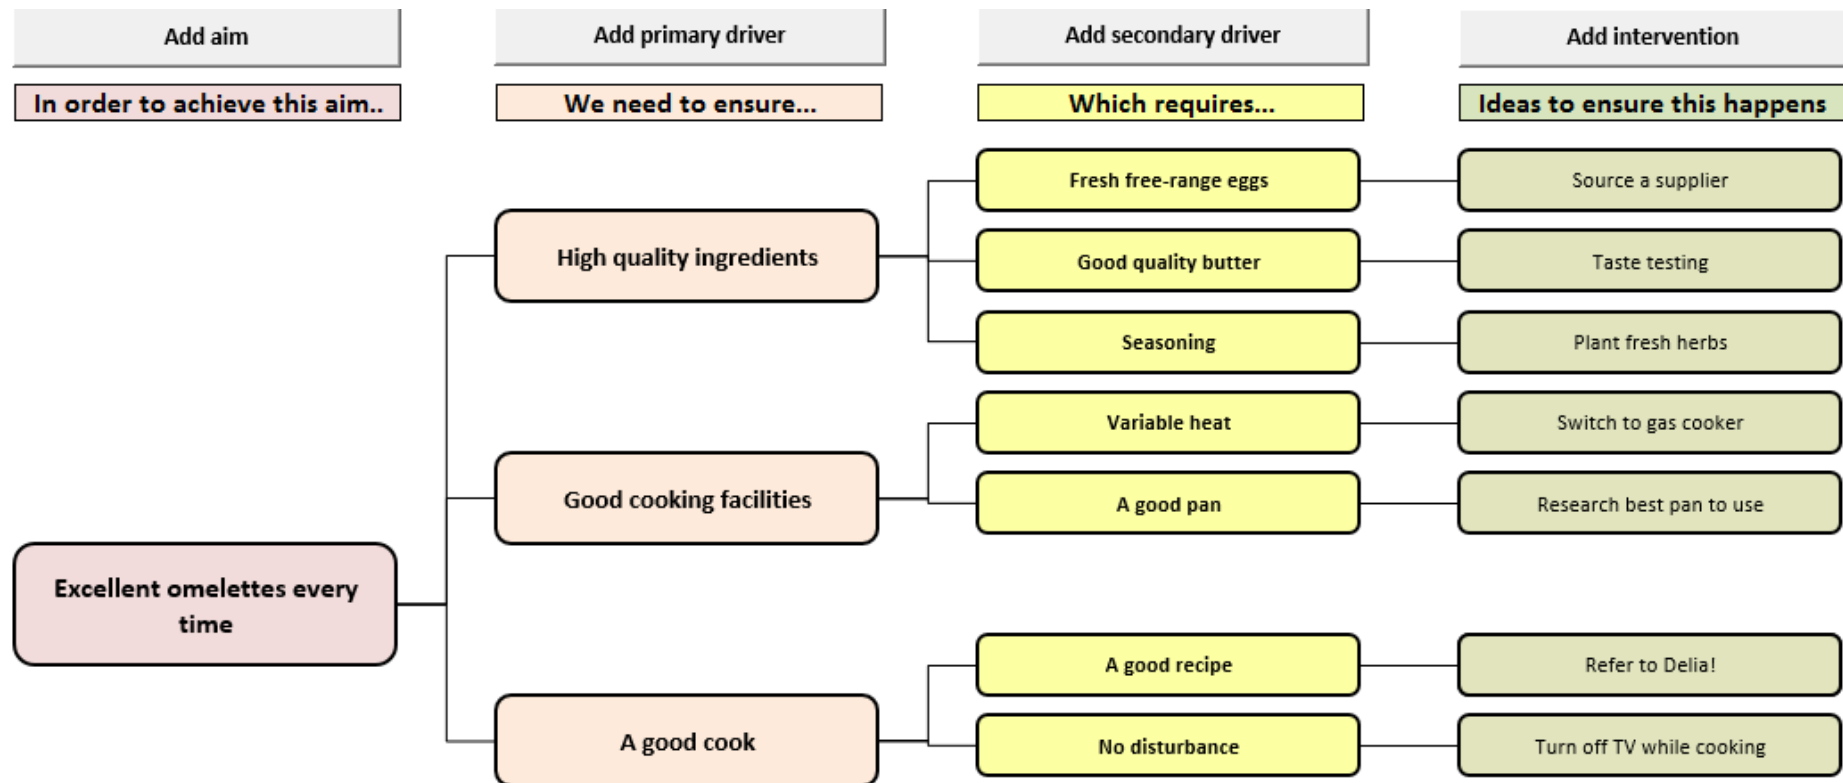 Add aim
Add primary driver
Add secondary driver
Add intervention
In order to achieve this aim..
We need to ensure...
Which requires...
Ideas to ensure this happens
Fresh free-range eggs
Source a supplier
High quality ingredients
Good quality butter
Taste testing
Seasoning
Plant fresh herbs
Variable heat
Switch to gas cooker
Good cooking facilities
A good pan
Research best pan to use
Excellent omelettes every
time
A good recipe
Refer to Delia!
A good cook
No disturbance
Turn off TV while cooking